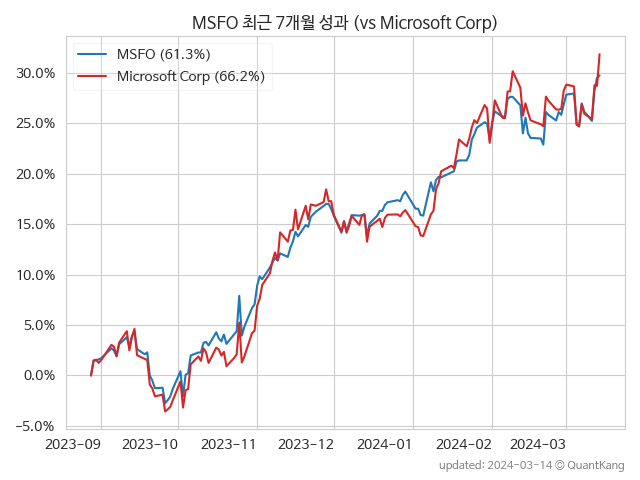 MSFO 최근 7개월 성과 (vs Microsoft Corp)
MSFO (61.3%)
Microsoft Corp (66.2%)
30.0%
25.0%
20.0%
15.0%
10.0%
5.0%
0.0%
−5.0%
2023-09 2023-10 2023-11 2023-12 2024-01 2024-02 2024-03
updated: 2024-03-14 © QuantKang